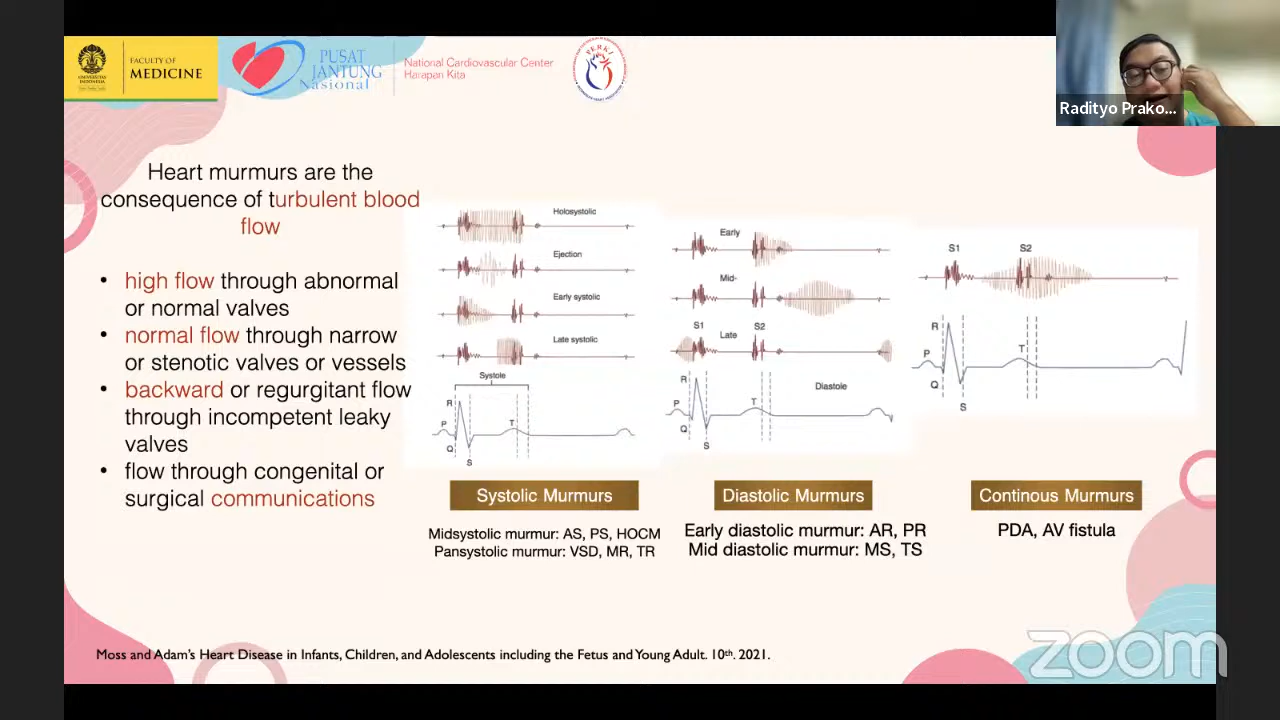 FACULTY OF
MEDICINE
UNIVERSITAS
INDONESIA
PUSAT
JANTUNG
Nasional
National Cardiovascular Center
Harapan Kita
PERKI
Radityo Prako...
Heart murmurs are the
consequence of turbulent blood
flow
• high flow through abnormal
or normal valves
• normal flow through narrow
or stenotic valves or vessels
• backward or regurgitant flow
through incompetent leaky
valves
• flow through congenital or
surgical communications
Holosystolic
Ejection
Early systolic
Late systolic
Systole
R
P
T
Q
S
Systolic Murmurs
Midsystolic murmur: AS, PS, HOCM
Pansystolic murmur: VSD, MR, TR
Early
Mid-
S1
S2
Late
R
Diastole
P
T
Q
S
Diastolic Murmurs
Early diastolic murmur: AR, PR
Mid diastolic murmur: MS, TS
S1
S2
R
P
T
Q
S
Continous Murmurs
PDA, AV fistula
Moss and Adam's Heart Disease in Infants, Children, and Adolescents including the Fetus and Young Adult. 10th. 2021.
zoom